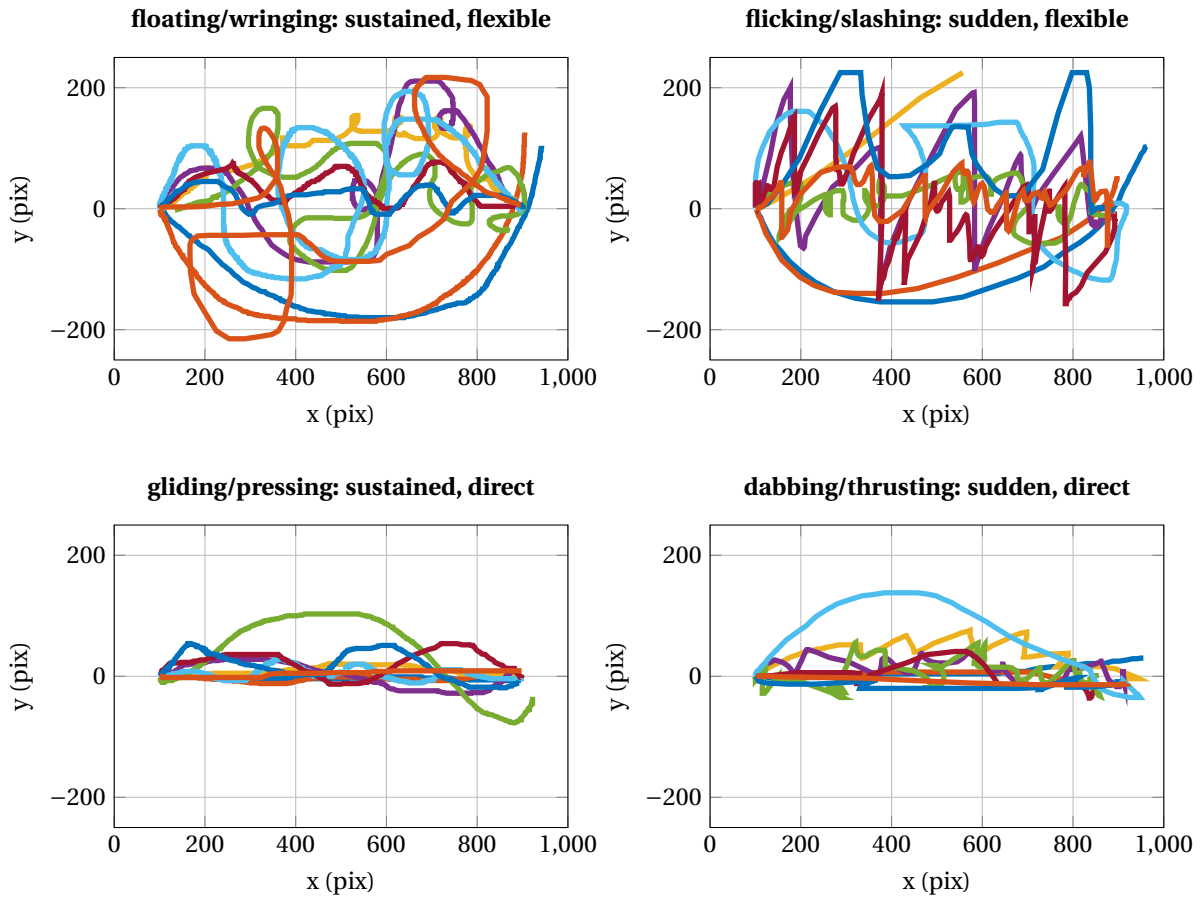 floating/wringing: sustained, flexible
200
0
−200
0 200 400 600 800 1,000
x (pix)
y (pix)
flicking/slashing: sudden, flexible
200
0
−200
0 200 400 600 800 1,000
x (pix)
y (pix)
gliding/pressing: sustained, direct
200
0
−200
0 200 400 600 800 1,000
x (pix)
y (pix)
dabbing/thrusting: sudden, direct
200
0
−200
0 200 400 600 800 1,000
x (pix)
y (pix)